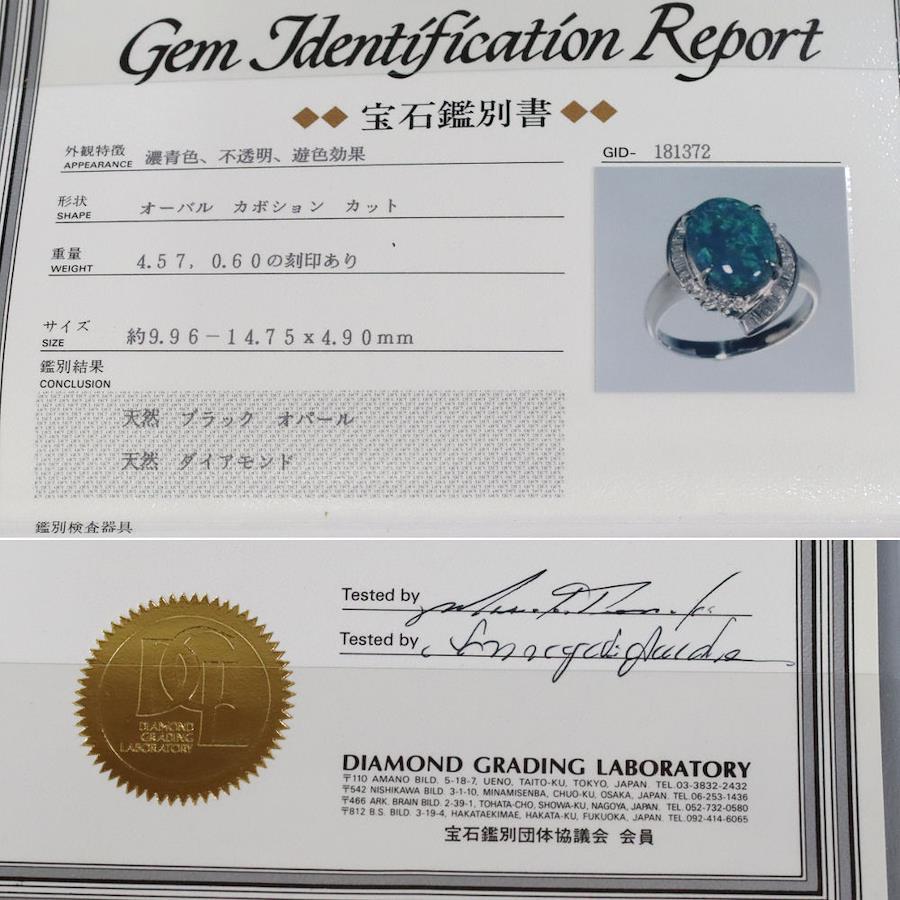 Gem Identification Report
宝石鑑別書
外観特徴
APPEARANCE
濃青色、不透明、遊色効果
GID- 181372
形状
SHAPE
オーバル カボション カット
重量
WEIGHT
4.57, 0.60の刻印あり
サイズ
SIZE
約9.96－14.75x4.90mm
鑑別結果
CONCLUSION
天然 ブラック オパール
天然 ダイアモンド
鑑別検査器具
Tested by
Tested by
DGL
DIAMOND
GRADING
LABORATORY
DIAMOND GRADING LABORATORY
〒110 AMANO BILD. 5-18-7, UENO, TAITO-KU, TOKYO, JAPAN. TEL.03-3832-2432
〒542 NISHIKAWA BILD. 3-1-10, MINAMISENBA, CHUO-KU, OSAKA, JAPAN. TEL.06-253-1436
〒466 ARK. BRAIN BILD. 2-39-1, TOHATA-CHO, SHOWA-KU, NAGOYA, JAPAN. TEL.052-732-0580
〒812 B.S. BILD. 3-19-4, HAKATAEKIMAE, HAKATA-KU, FUKUOKA, JAPAN. TEL.092-414-6065
宝石鑑別団体協議会 会員